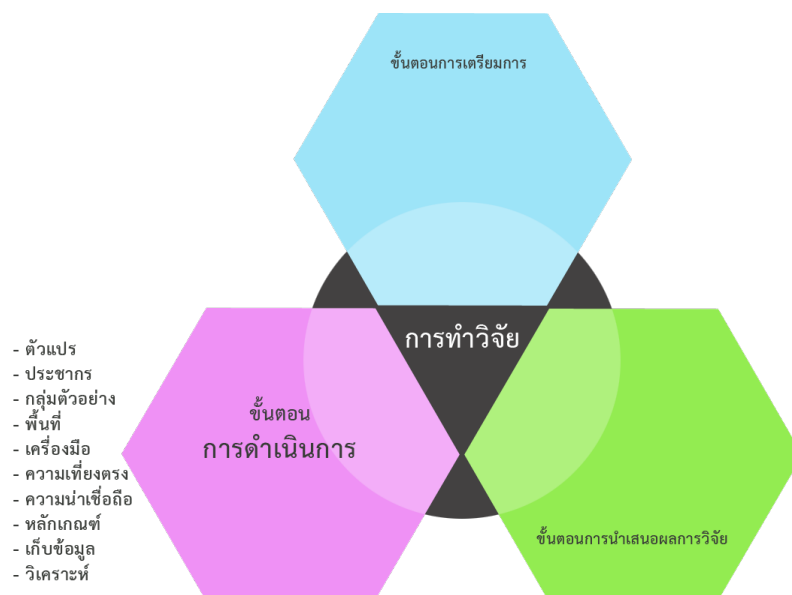 ขั้นตอนการเตรียมการ
การทำวิจัย
ขั้นตอน
การดำเนินการ
- ตัวแปร
- ประชากร
- กลุ่มตัวอย่าง
- พื้นที่
- เครื่องมือ
- ความเที่ยงตรง
- ความน่าเชื่อถือ
- หลักเกณฑ์
- เก็บข้อมูล
- วิเคราะห์
ขั้นตอนการนำเสนอผลการวิจัย